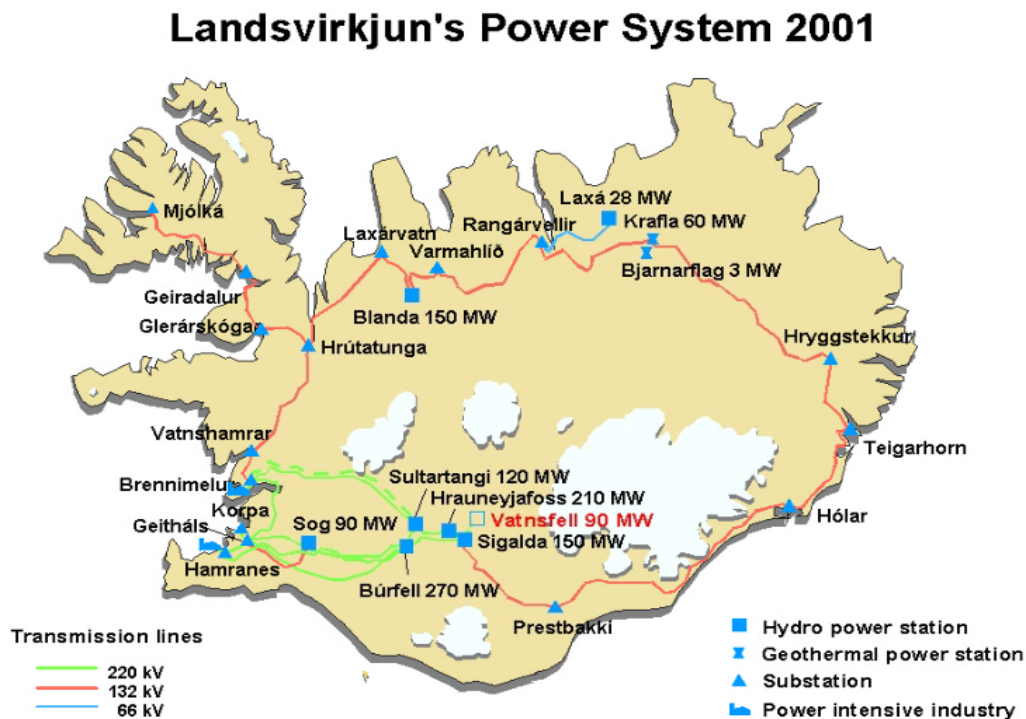 Landsvirkjun's Power System 2001
Mjólká
Laxá 28 MW
Krafla 60 MW
Rangárvellir
Laxárvatn
Varmahlíð
Bjarnarflag 3 MW
Geiradalur
Blanda 150 MW
Glerárskógar
Hrútatunga
Hryggstekkur
Vatnshamrar
Teigarhorn
Brennimelur
Sultartangi 120 MW
Hrauneyjafoss 210 MW
Korpa
Vatnsfell 90 MW
Hólar
Geitháls
Sog 90 MW
Sigalda 150 MW
Hamranes
Búrfell 270 MW
Prestbakki
Transmission lines
220 kV
132 kV
66 kV
Hydro power station
Geothermal power station
Substation
Power intensive industry